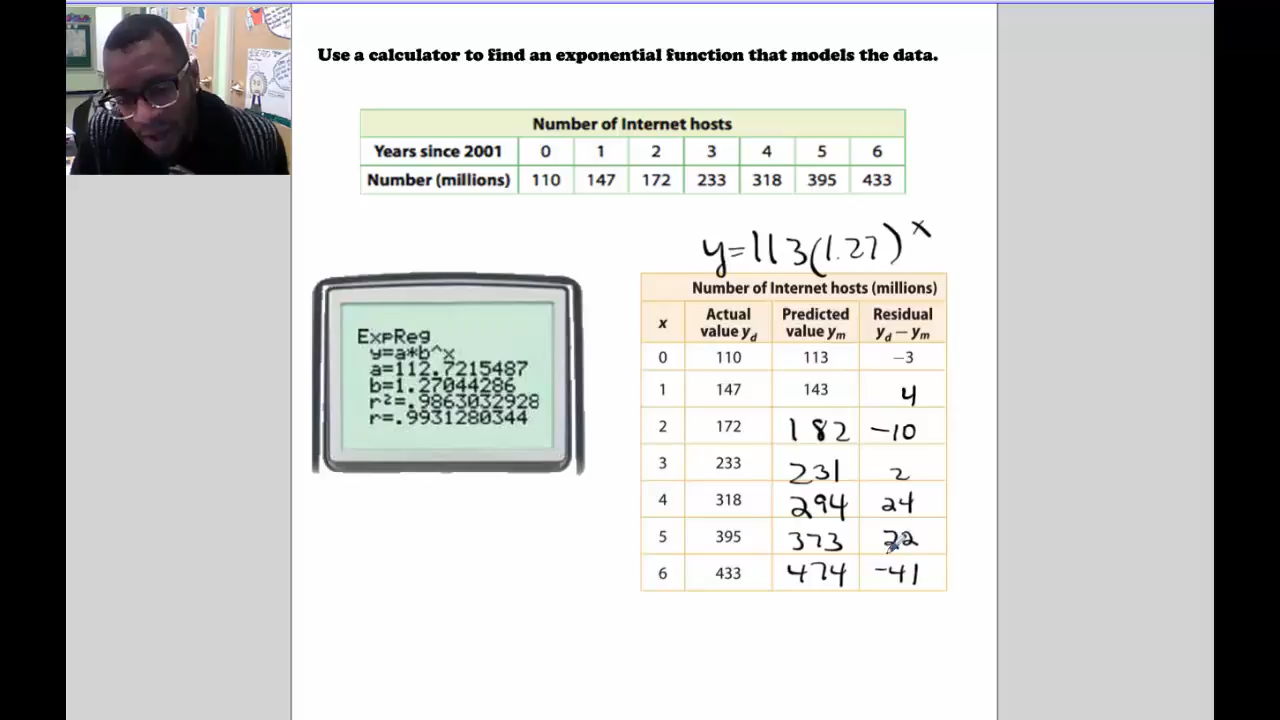 Use a calculator to find an exponential function that models the data.
Number of Internet hosts
Years since 2001 0 1 2 3 4 5 6
Number (millions) 110 147 172 233 318 395 433
y=113(1.27)^x
ExpReg
y=a*b^x
a=112.7215487
b=1.27044286
r²=.9863032928
r=.9931280344
Number of Internet hosts (millions)
x Actual value y_d Predicted value y_m Residual y_d − y_m
0 110 113 −3
1 147 143 4
2 172 182 -10
3 233 231 2
4 318 294 24
5 395 373 22
6 433 474 -41